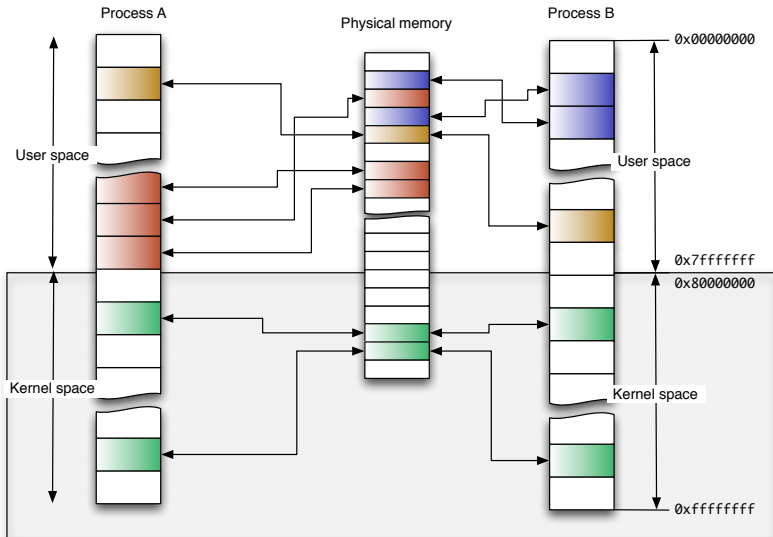 Process A
Physical memory
Process B
0x00000000
User space
User space
0x7fffffff
0x80000000
Kernel space
Kernel space
0xffffffff